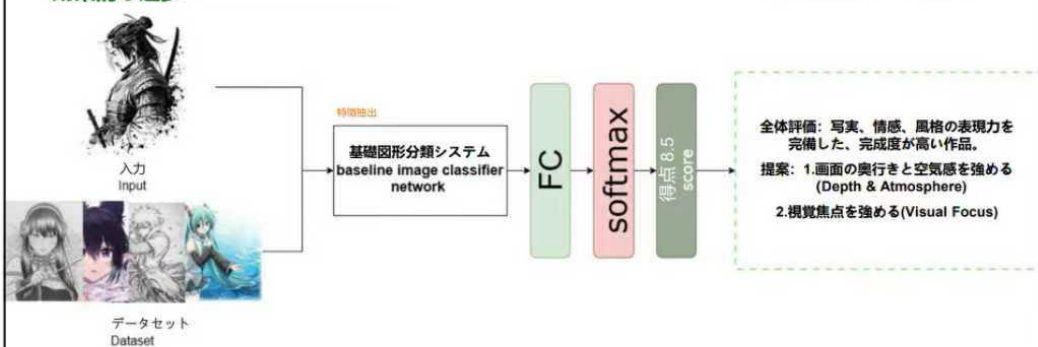 入力
Input
データセット
Dataset
特徴抽出
基礎図形分類システム
baseline image classifier
network
FC
softmax
得点 8.5
score
全体評価：写実、情感、風格の表現力を
完備した、完成度が高い作品。
提案：1.画面の奥行きと空気感を強める
(Depth & Atmosphere)
2.視覚焦点を強める(Visual Focus)